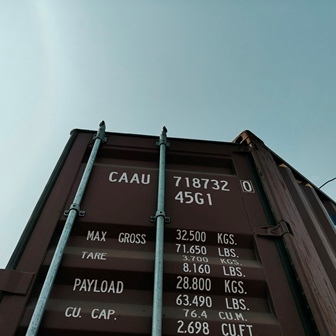 CAAU 718732 0
45G1
MAX GROSS 32.500 KGS.
71.650 LBS.
TARE 3.700 KGS.
8.160 LBS.
PAYLOAD 28.800 KGS.
63.490 LBS.
CU. CAP. 76.4 CU.M.
2.698 CU.FT